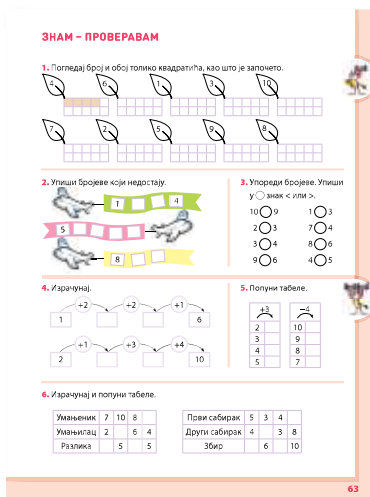 ЗНАМ – ПРОВЕРАВАМ
1. Погледај број и обој толико квадратића, као што је започето.
4 6 1 3 10
7 2 5 9 8
2. Упиши бројеве који недостају.
1 4
5
8
3. Упореди бројеве. Упиши
у знак < или >.
10 9 1 3
2 3 7 4
3 4 8 6
9 6 4 5
4. Израчунај.
+2 +2 +1
1 6
+1 +3 +4
2 10
5. Попуни табеле.
+3 −4
2 10
3 9
4 8
5 7
6. Израчунај и попуни табеле.
Умањеник 7 10 8
Умањилац 2 6 4
Разлика 5 5
Први сабирак 5 3 4
Други сабирак 4 3 8
Збир 6 10
63